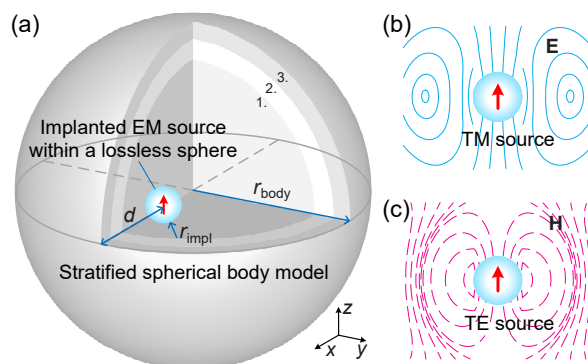 (a)
3.
2.
1.
Implanted EM source
within a lossless sphere
r_body
d
r_impl
Stratified spherical body model
z
x
y
(b)
E
TM source
(c)
H
TE source